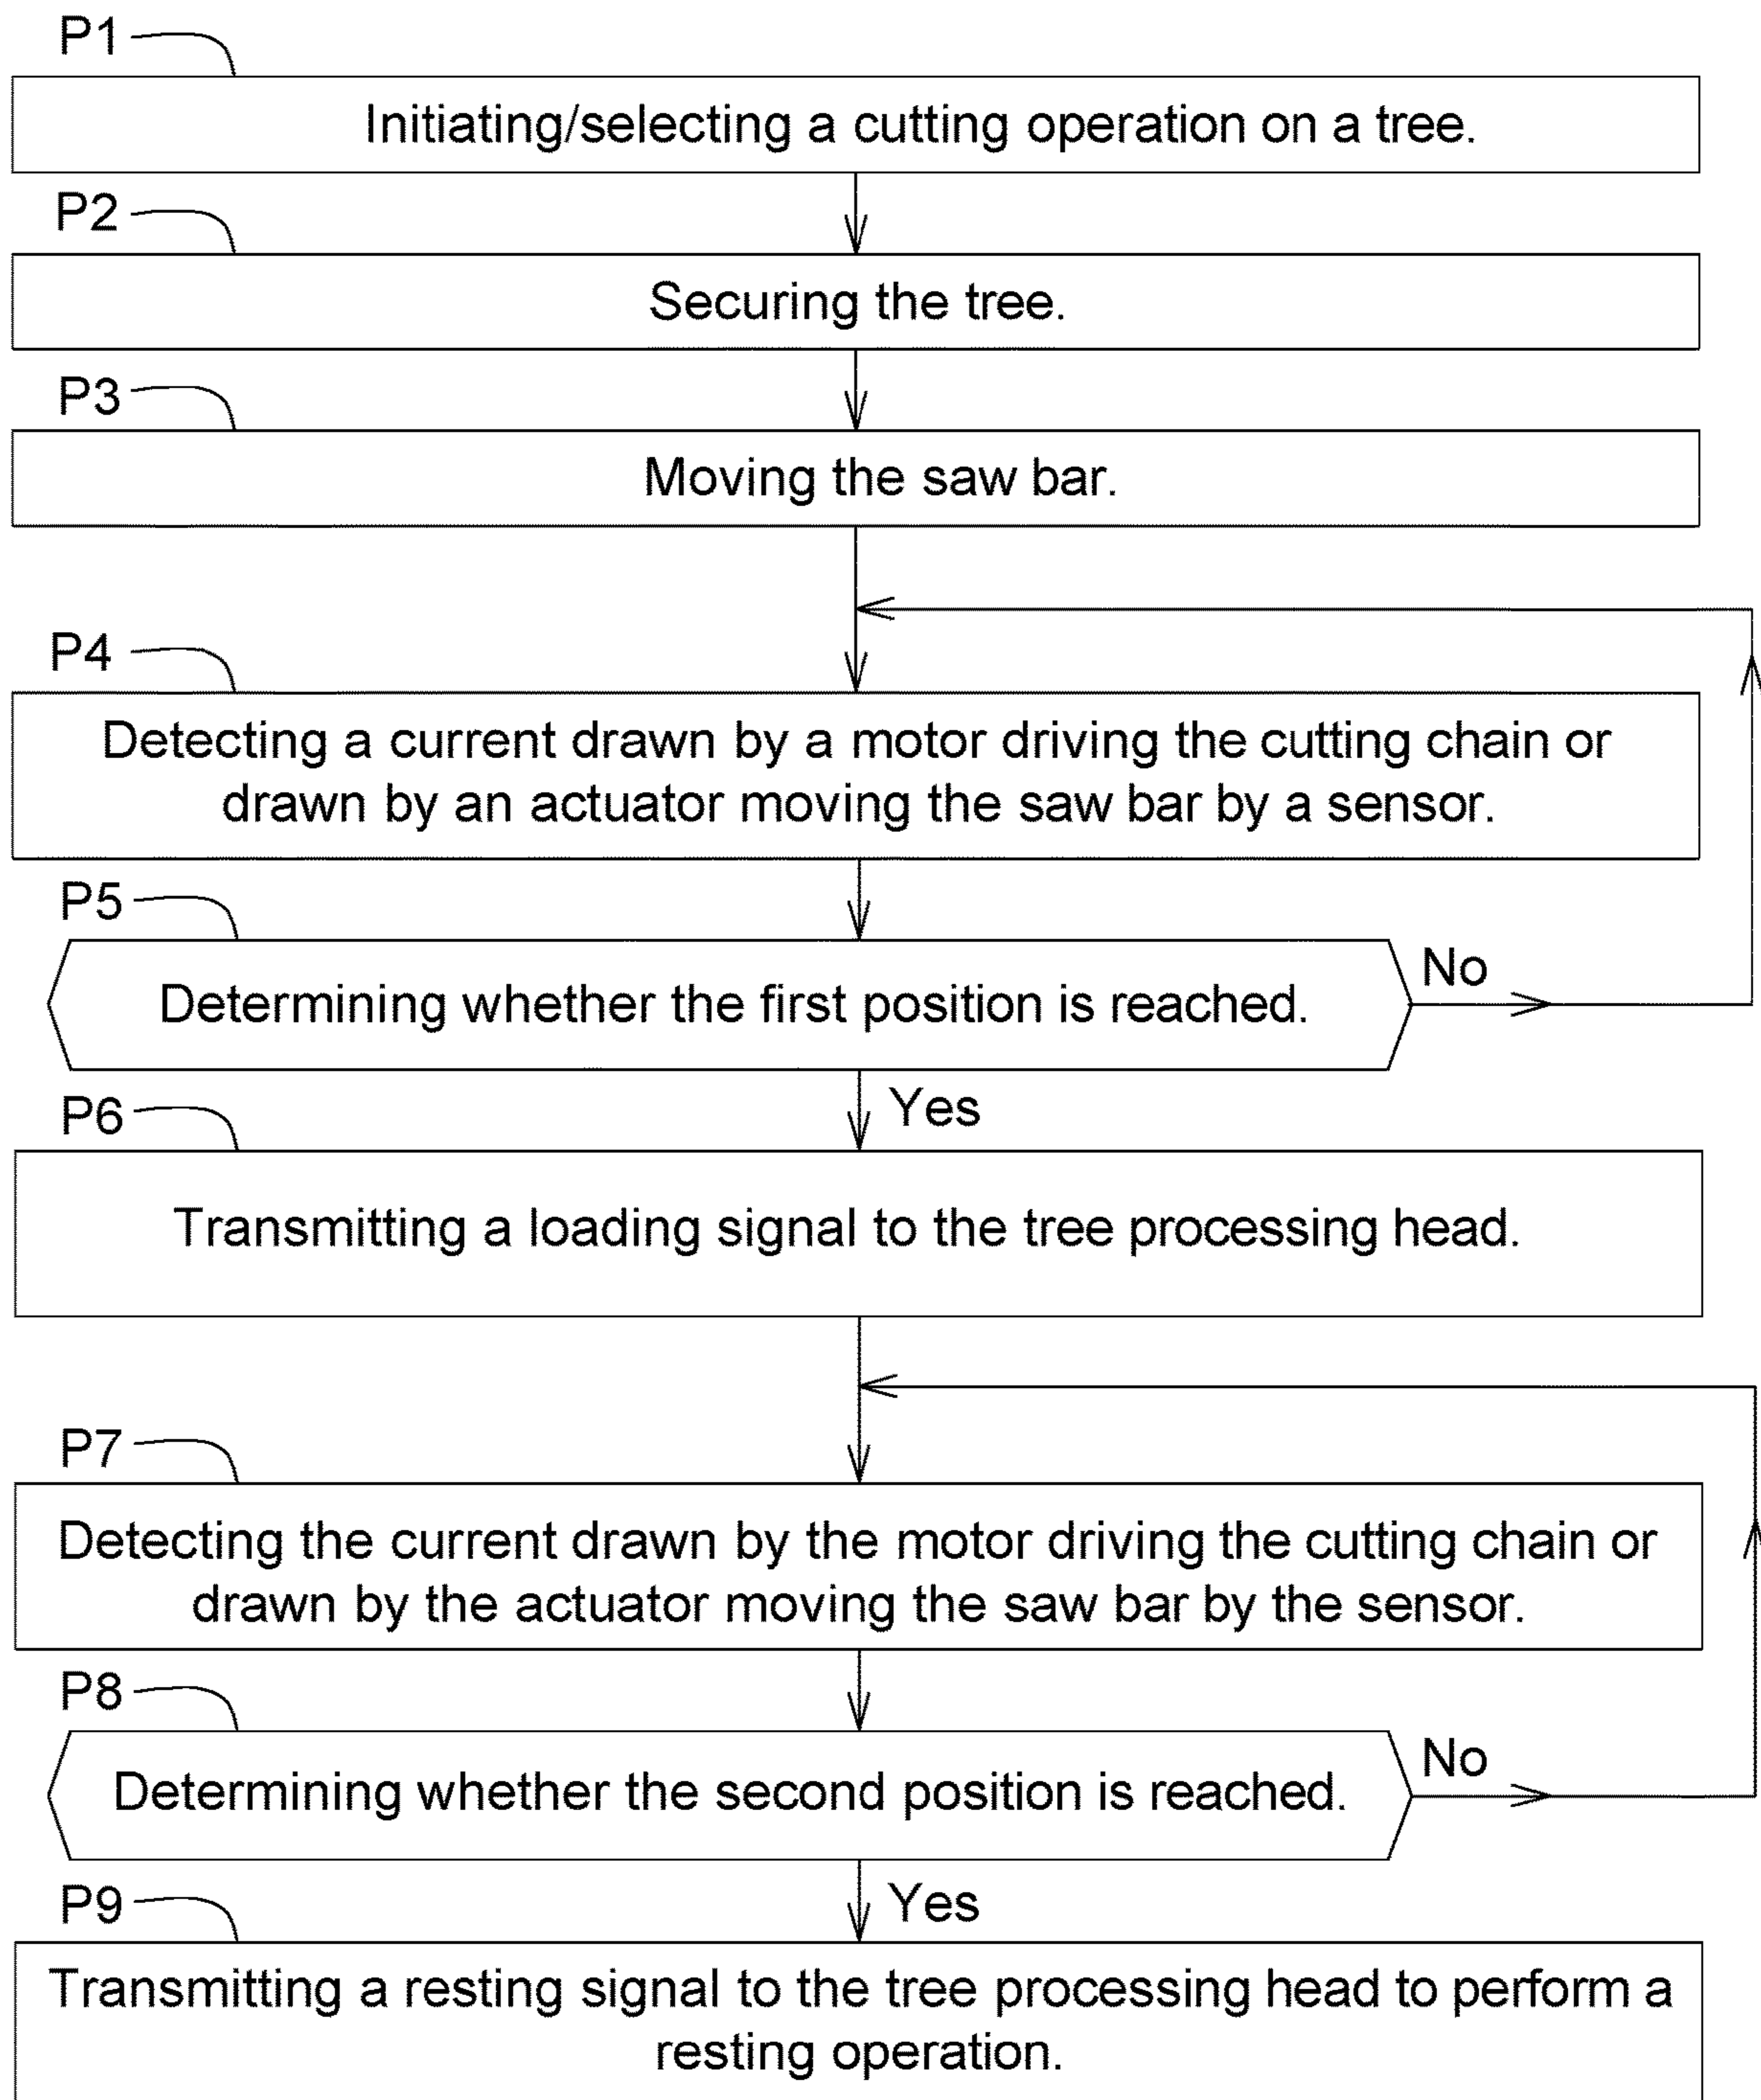 P1
Initiating/selecting a cutting operation on a tree.
P2
Securing the tree.
P3
Moving the saw bar.
P4
Detecting a current drawn by a motor driving the cutting chain or
drawn by an actuator moving the saw bar by a sensor.
P5
Determining whether the first position is reached.
No
Yes
P6
Transmitting a loading signal to the tree processing head.
P7
Detecting the current drawn by the motor driving the cutting chain or
drawn by the actuator moving the saw bar by the sensor.
P8
Determining whether the second position is reached.
No
Yes
P9
Transmitting a resting signal to the tree processing head to perform a
resting operation.